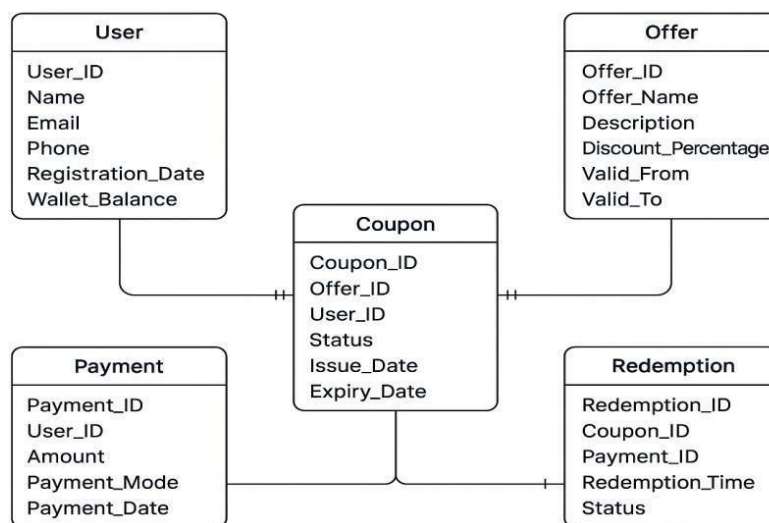 User
User_ID
Name
Email
Phone
Registration_Date
Wallet_Balance
Offer
Offer_ID
Offer_Name
Description
Discount_Percentage
Valid_From
Valid_To
Coupon
Coupon_ID
Offer_ID
User_ID
Status
Issue_Date
Expiry_Date
Payment
Payment_ID
User_ID
Amount
Payment_Mode
Payment_Date
Redemption
Redemption_ID
Coupon_ID
Payment_ID
Redemption_Time
Status